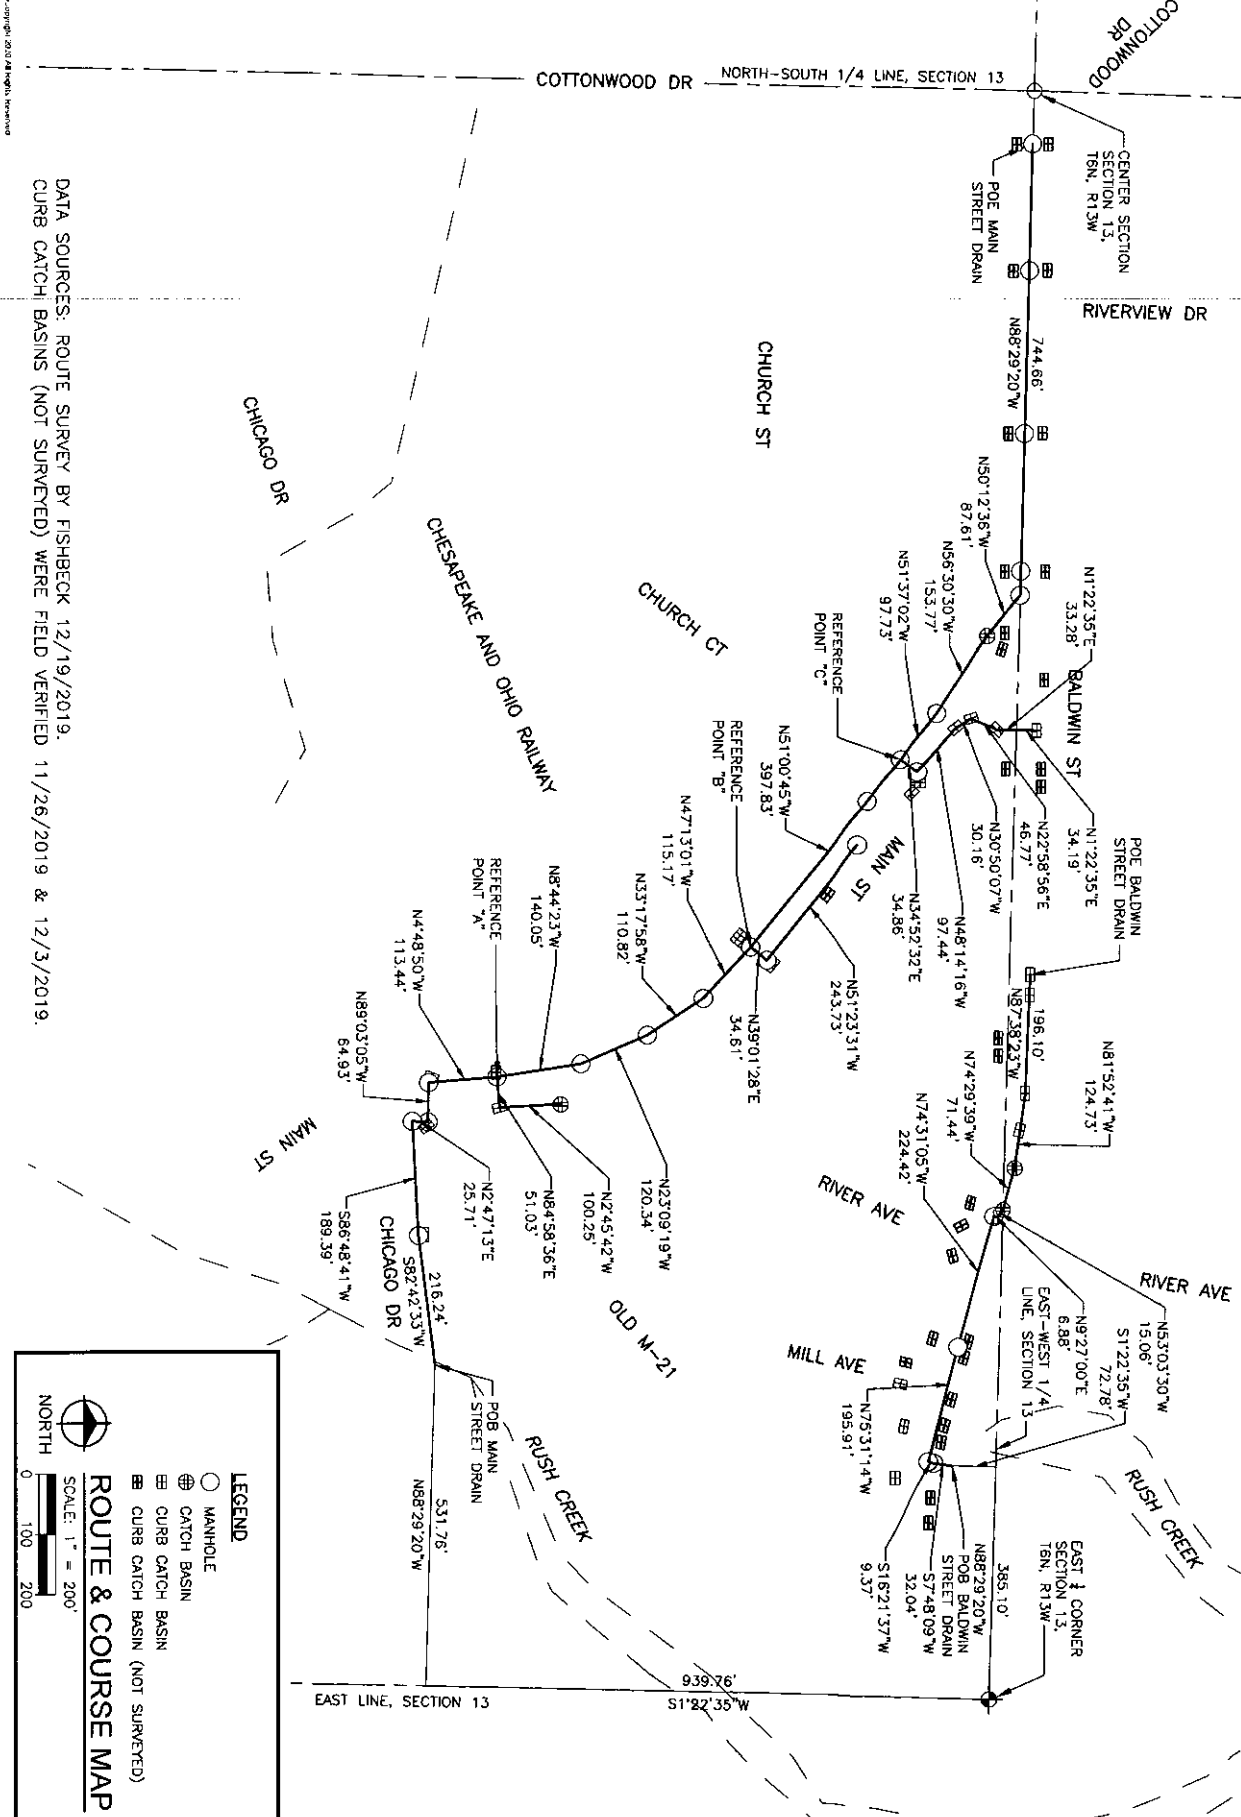 COTTONWOOD
DR
COTTONWOOD DR
NORTH-SOUTH 1/4 LINE, SECTION 13
CENTER SECTION
SECTION 13,
T6N, R13W
POE MAIN
STREET DRAIN
RIVERVIEW DR
744.66'
N88°29'20"W
CHURCH ST
N50°12'36"W
87.61'
N56°30'30"W
153.77'
N51°37'02"W
97.73'
REFERENCE
POINT "C"
N1°22'35"E
33.28'
BALDWIN ST
N1°22'35"E
34.19'
N22°58'56"E
46.77'
N30°50'07"W
30.16'
N48°14'16"W
97.44'
N34°52'32"E
34.86'
POE BALDWIN
STREET DRAIN
196.10'
N87°38'23"W
N81°52'41"W
124.73'
N74°29'39"W
71.44'
N74°31'05"W
224.42'
RIVER AVE
RIVER AVE
N53°03'30"W
15.06'
N9°27'00"E
6.88'
S1°22'35"W
72.78'
EAST-WEST 1/4
LINE, SECTION 13
MILL AVE
N75°31'14"W
195.91'
RUSH CREEK
EAST ¼ CORNER
SECTION 13,
T6N, R13W
385.10'
N88°29'20"W
POB BALDWIN
STREET DRAIN
S7°48'09"W
32.04'
S16°21'37"W
9.37'
CHICAGO DR
CHESAPEAKE AND OHIO RAILWAY
CHURCH CT
N51°00'45"W
397.83'
REFERENCE
POINT "B"
MAIN ST
N51°23'31"W
243.73'
N39°01'28"E
34.61'
N47°13'01"W
115.17'
N33°17'58"W
110.82'
N8°44'23"W
140.05'
REFERENCE
POINT "A"
N4°48'50"W
113.44'
N89°03'05"W
64.93'
N23°09'19"W
120.34'
N2°45'42"W
100.25'
N84°58'36"E
51.03'
N2°47'13"E
25.71'
MAIN ST
S86°48'41"W
189.39'
CHICAGO DR
216.24'
S82°42'33"W
OLD M-21
POB MAIN
STREET DRAIN
RUSH CREEK
531.76'
N88°29'20"W
939.76'
S1°22'35"W
EAST LINE, SECTION 13
DATA SOURCES: ROUTE SURVEY BY FISHBECK 12/19/2019.
CURB CATCH BASINS (NOT SURVEYED) WERE FIELD VERIFIED 11/26/2019 & 12/3/2019.
LEGEND
MANHOLE
CATCH BASIN
CURB CATCH BASIN
CURB CATCH BASIN (NOT SURVEYED)
ROUTE & COURSE MAP
NORTH
SCALE: 1" = 200'
0 100 200
Copyright 2020 All Rights Reserved